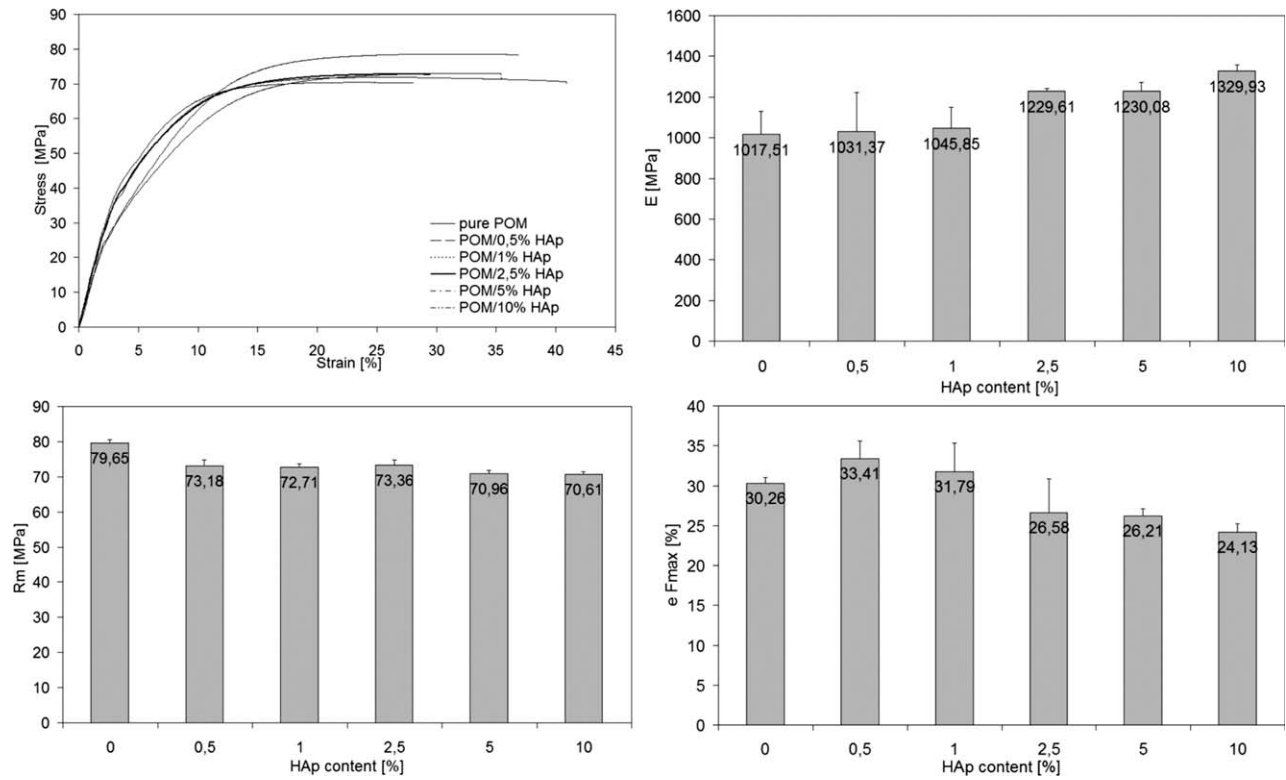 90
80
70
60
50
40
30
20
10
0
Stress [MPa]
0 5 10 15 20 25 30 35 40 45
Strain [%]
pure POM
POM/0,5% HAp
POM/1% HAp
POM/2,5% HAp
POM/5% HAp
POM/10% HAp
1600
1400
1200
1000
800
600
400
200
0
E [MPa]
1017,51 1031,37 1045,85 1229,61 1230,08 1329,93
0 0,5 1 2,5 5 10
HAp content [%]
90
80
70
60
50
40
30
20
10
0
Rm [MPa]
79,65 73,18 72,71 73,36 70,96 70,61
0 0,5 1 2,5 5 10
HAp content [%]
40
35
30
25
20
15
10
5
0
e Fmax [%]
30,26 33,41 31,79 26,58 26,21 24,13
0 0,5 1 2,5 5 10
HAp content [%]